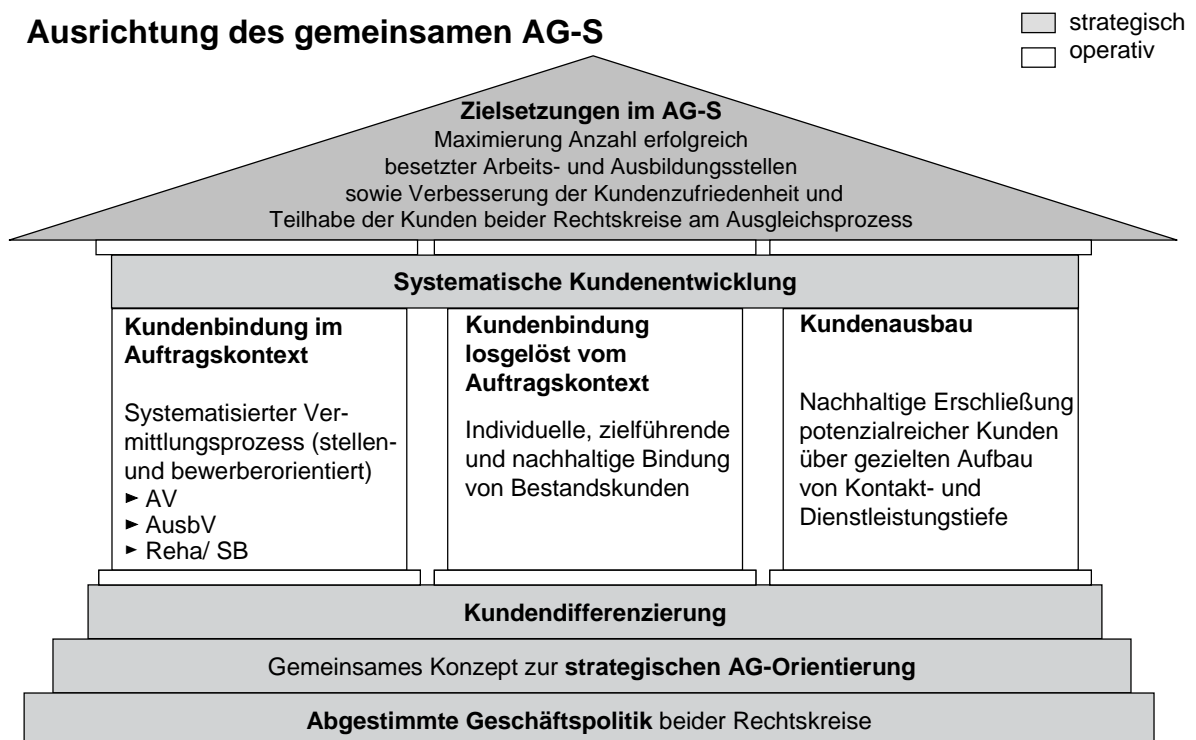 Ausrichtung des gemeinsamen AG-S
strategisch
operativ
Zielsetzungen im AG-S
Maximierung Anzahl erfolgreich
besetzter Arbeits- und Ausbildungsstellen
sowie Verbesserung der Kundenzufriedenheit und
Teilhabe der Kunden beider Rechtskreise am Ausgleichsprozess
Systematische Kundenentwicklung
Kundenbindung im
Auftragskontext
Systematisierter Ver-
mittlungsprozess (stellen-
und bewerberorientiert)
► AV
► AusbV
► Reha/ SB
Kundenbindung
losgelöst vom
Auftragskontext
Individuelle, zielführende
und nachhaltige Bindung
von Bestandskunden
Kundenausbau
Nachhaltige Erschließung
potenzialreicher Kunden
über gezielten Aufbau
von Kontakt- und
Dienstleistungstiefe
Kundendifferenzierung
Gemeinsames Konzept zur strategischen AG-Orientierung
Abgestimmte Geschäftspolitik beider Rechtskreise